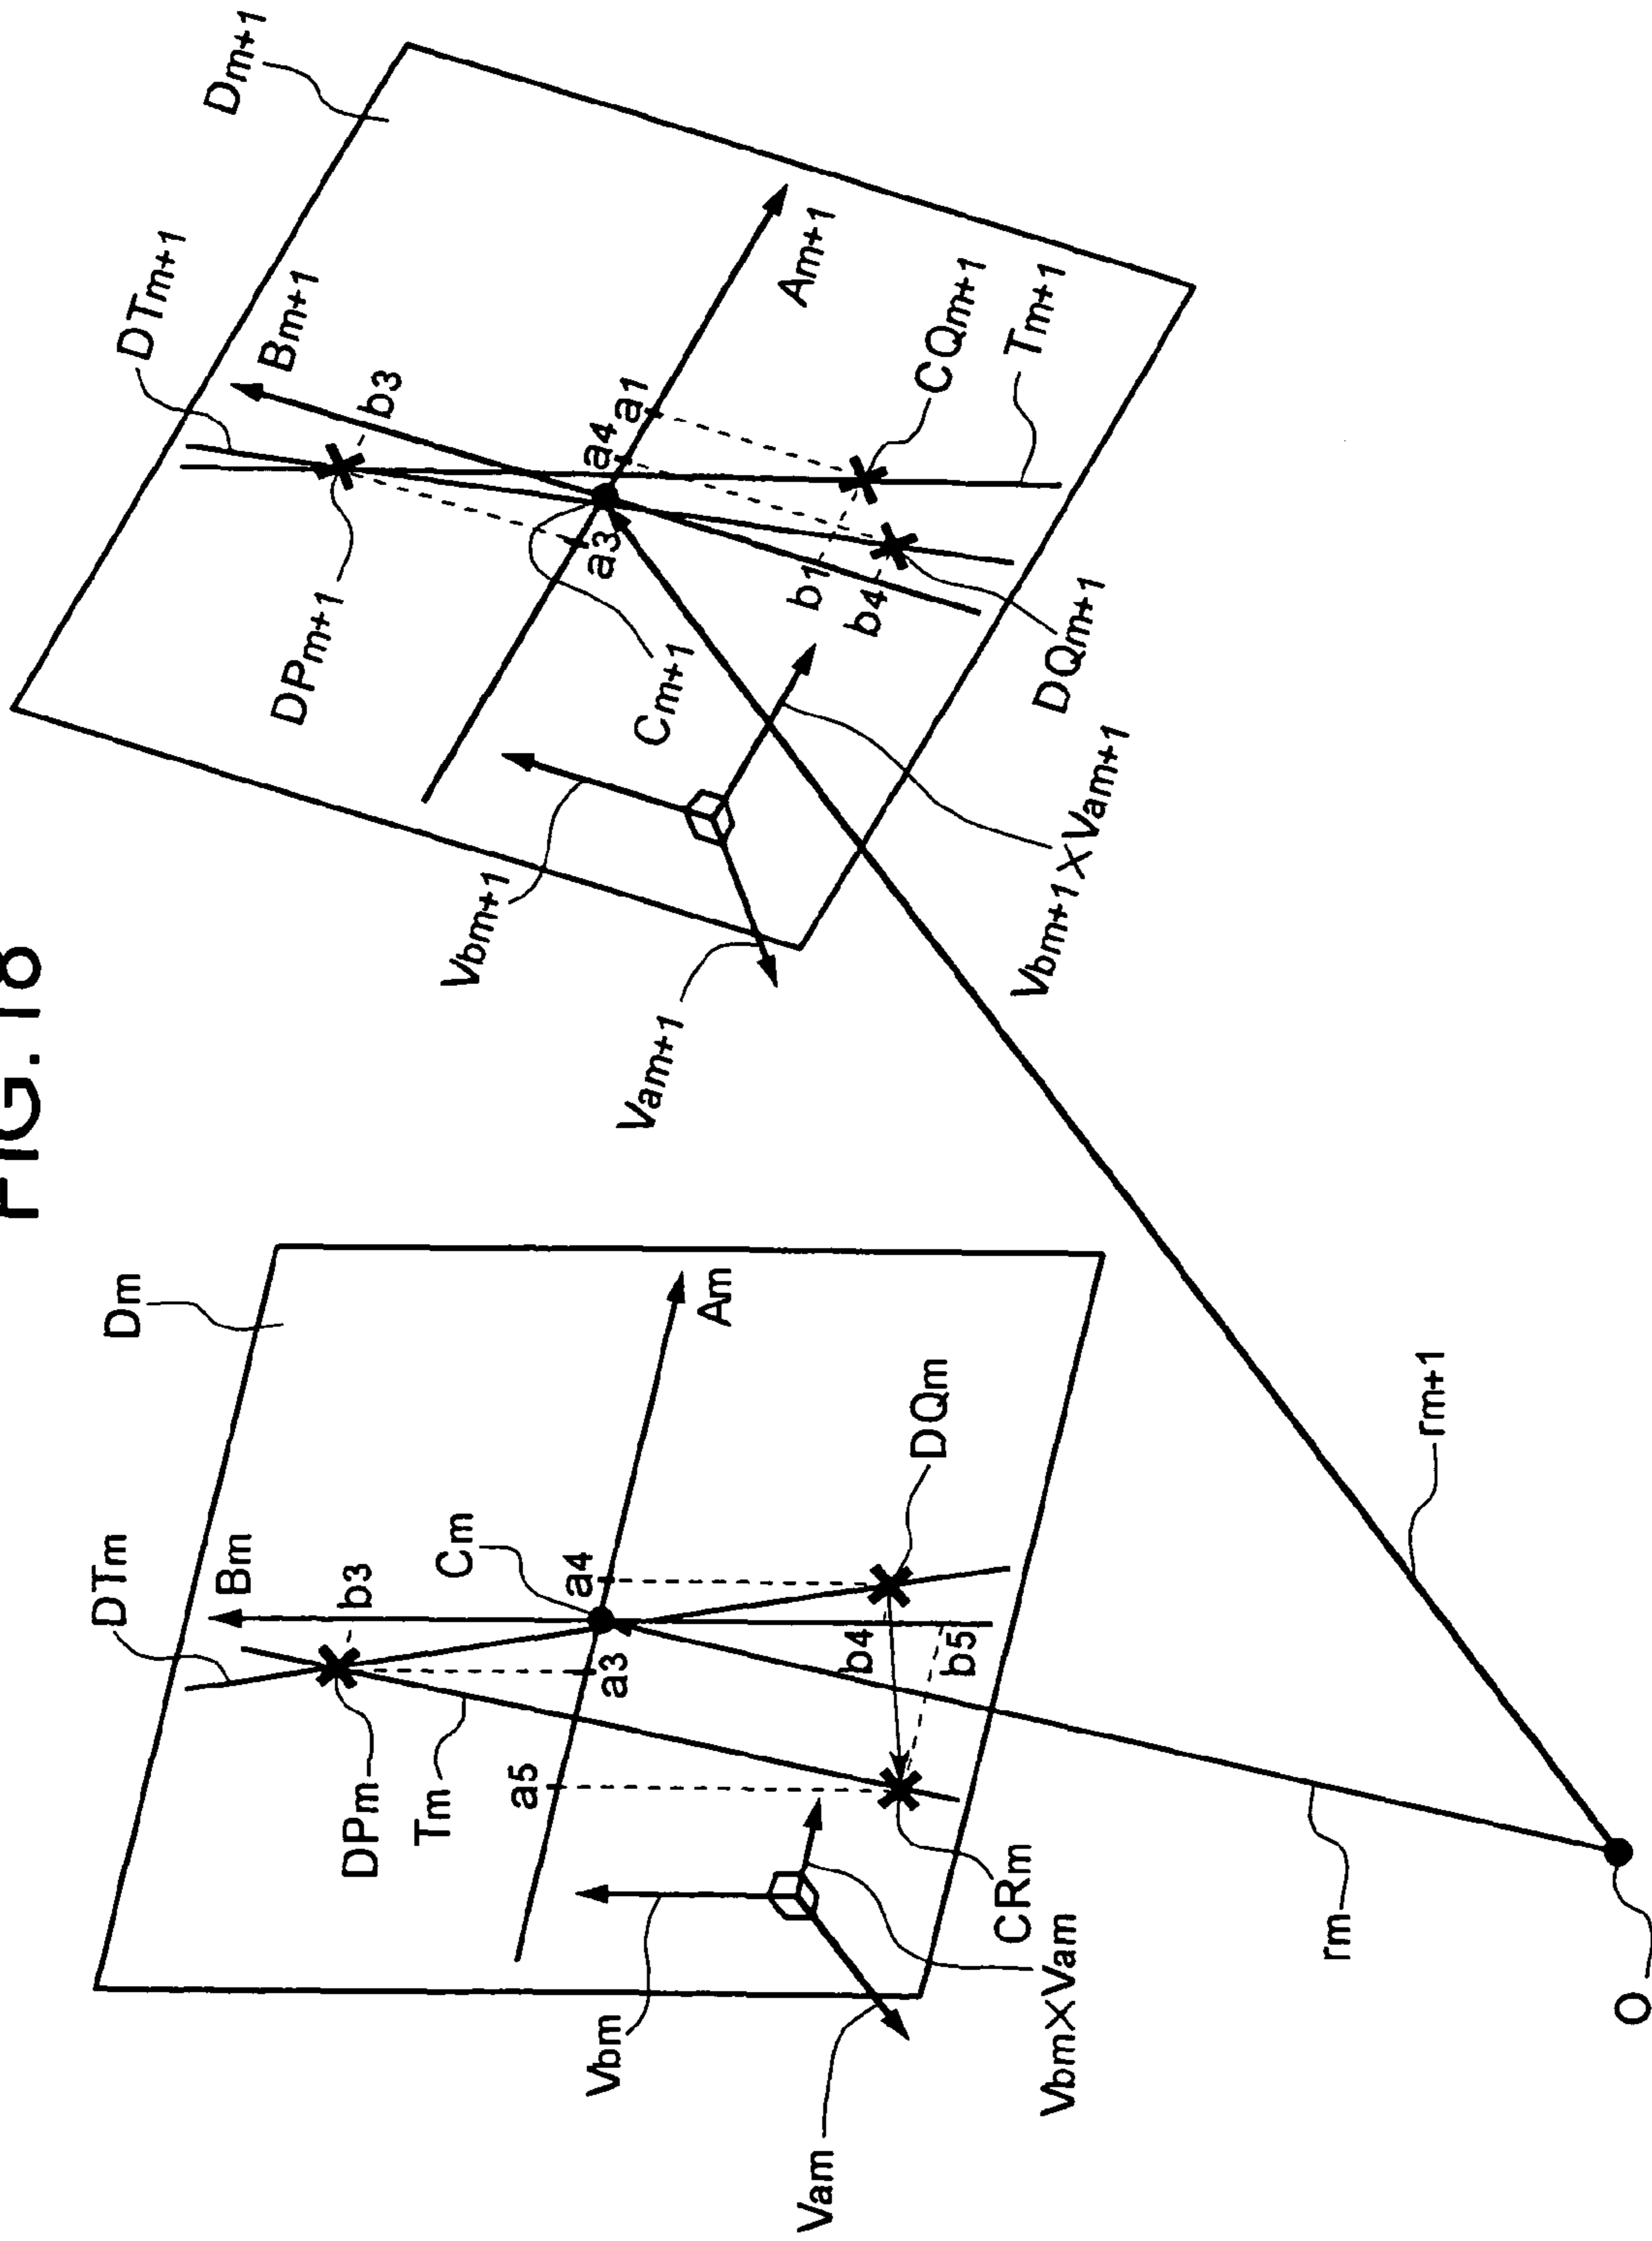 FIG. 18
Dm
DTm
Bm
b3
Cm
a4
Am
DPm
Tm
a5
a3
DQm
b4
b5
Vbm
CRm
Vam
Vbm×Vam
rm
rm+1
O
Dm+1
DTm+1
Bm+1
b3
DPm+1
a4
a1
Am+1
a3
Cm+1
CQm+1
Tm+1
b1
b4
DQm+1
Vbm+1
Vam+1
Vbm+1×Vam+1